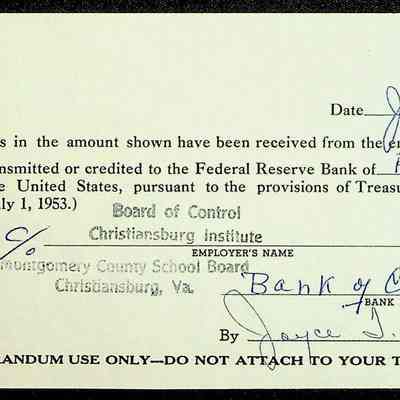 Date J
s in the amount shown have been received from the e
nsmitted or credited to the Federal Reserve Bank of
e United States, pursuant to the provisions of Treasu
ly 1, 1953.)
Board of Control
c/o Christiansburg Institute
EMPLOYER'S NAME
Montgomery County School Board
Christiansburg, Va.
Bank of C
BANK
By Joyce T.
RANDUM USE ONLY—DO NOT ATTACH TO YOUR T